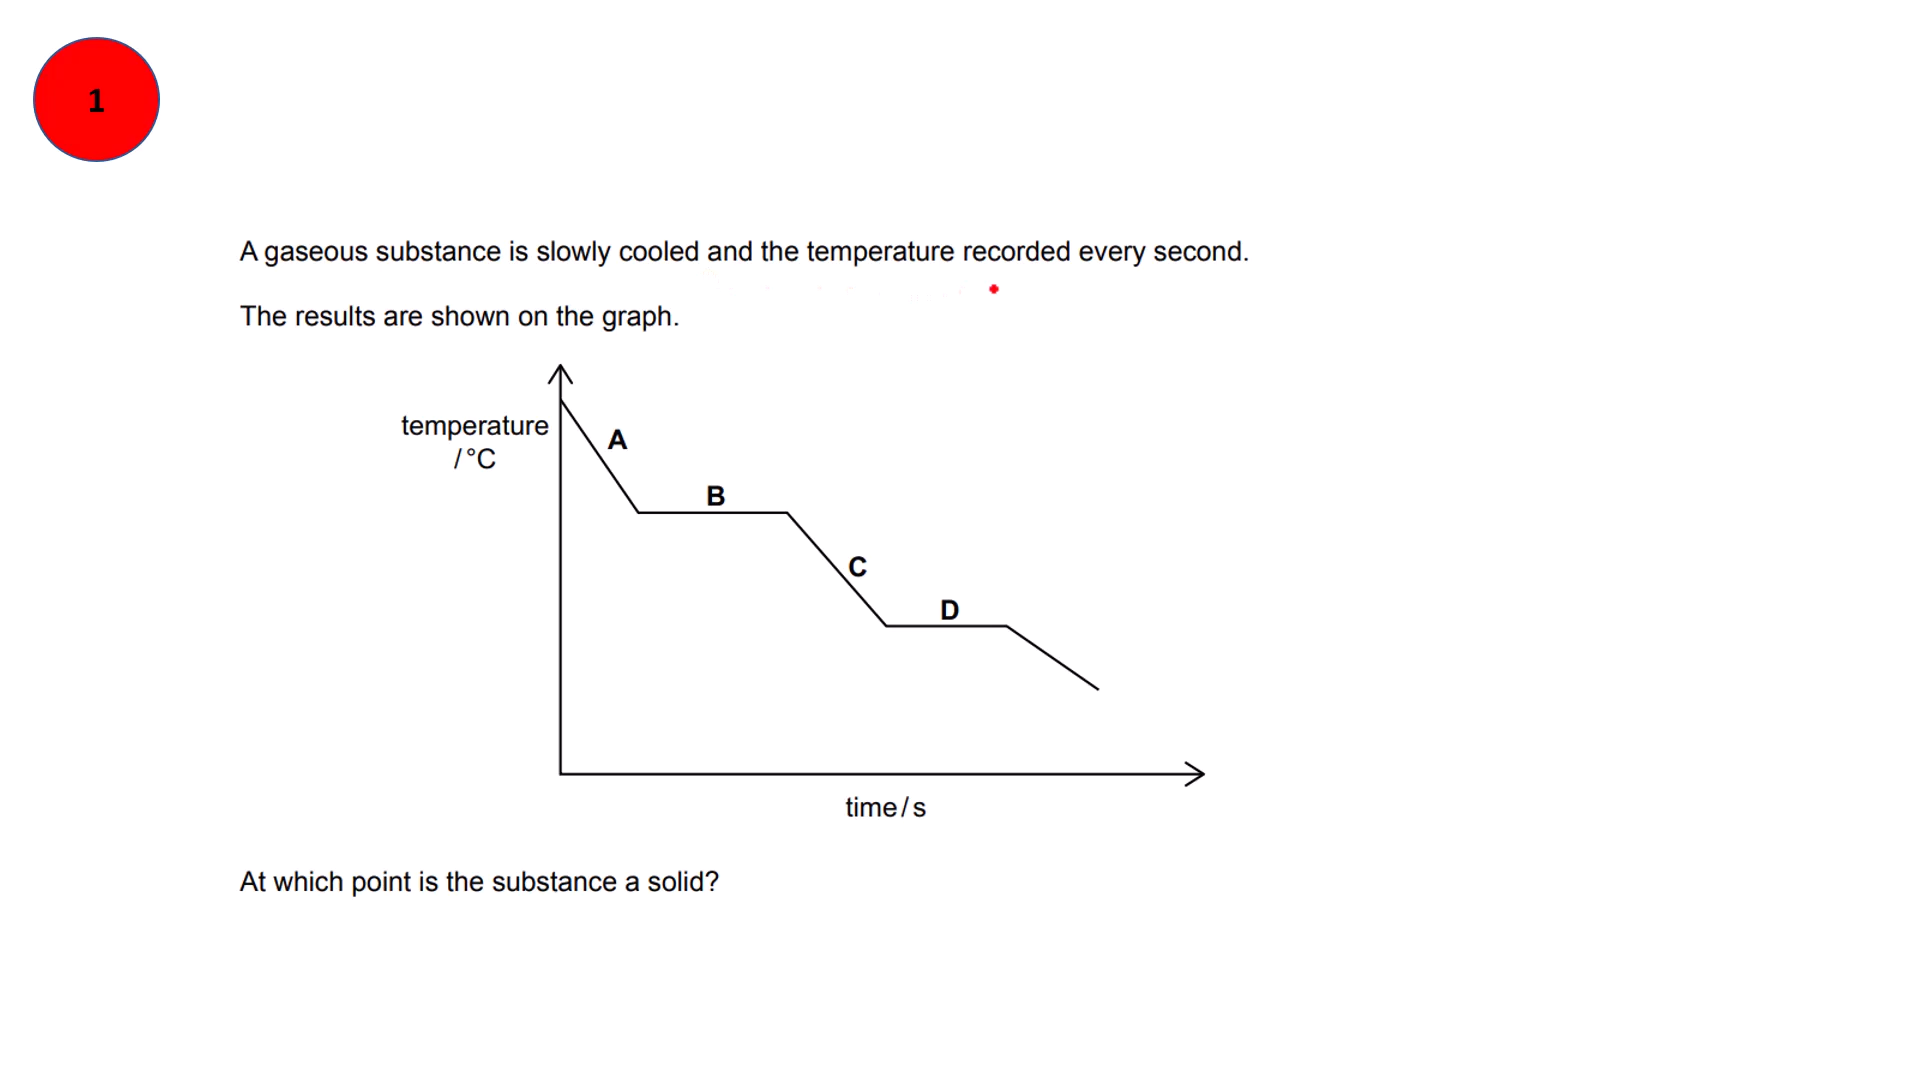 1
A gaseous substance is slowly cooled and the temperature recorded every second.
The results are shown on the graph.
temperature
/ °C
A
B
C
D
time / s
At which point is the substance a solid?